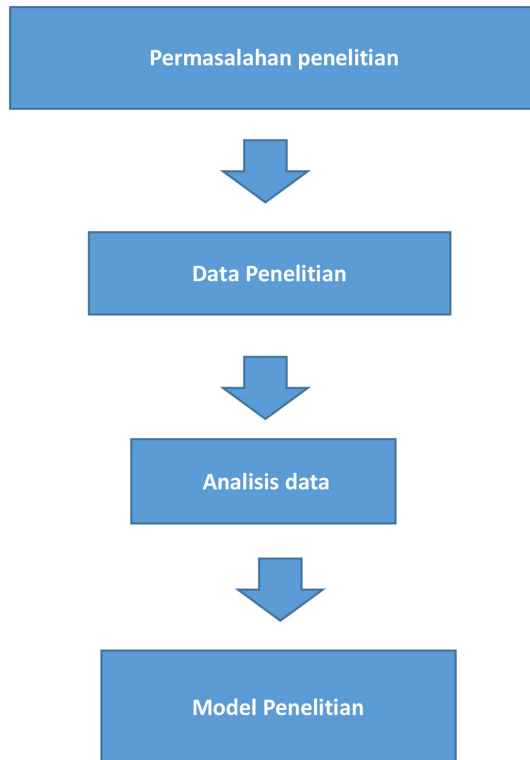 Permasalahan penelitian
Data Penelitian
Analisis data
Model Penelitian